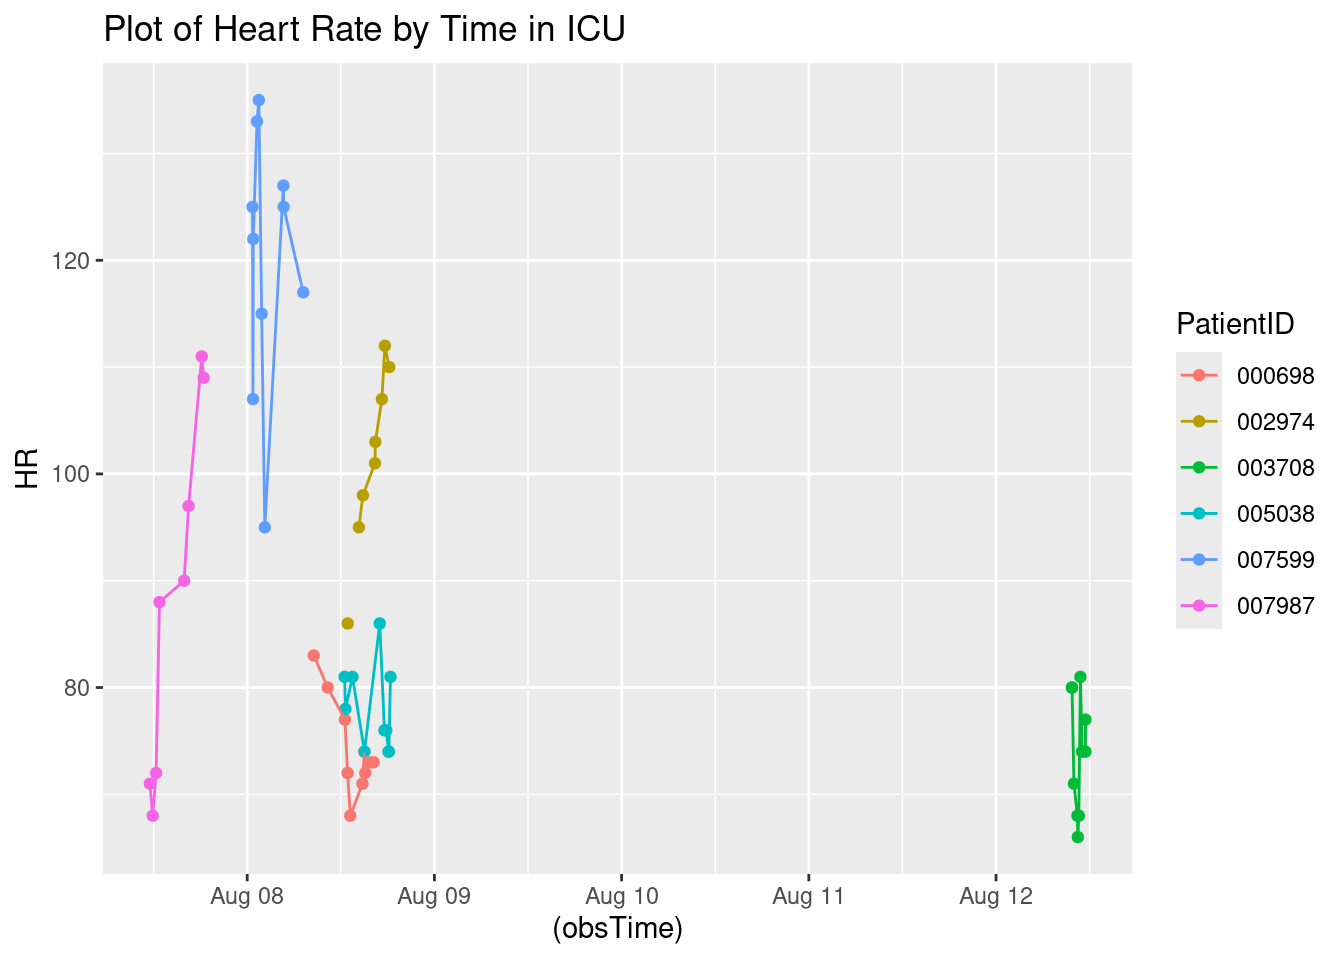 Plot of Heart Rate by Time in ICU
HR
120
100
80
Aug 08
Aug 09
Aug 10
Aug 11
Aug 12
(obsTime)
PatientID
000698
002974
003708
005038
007599
007987